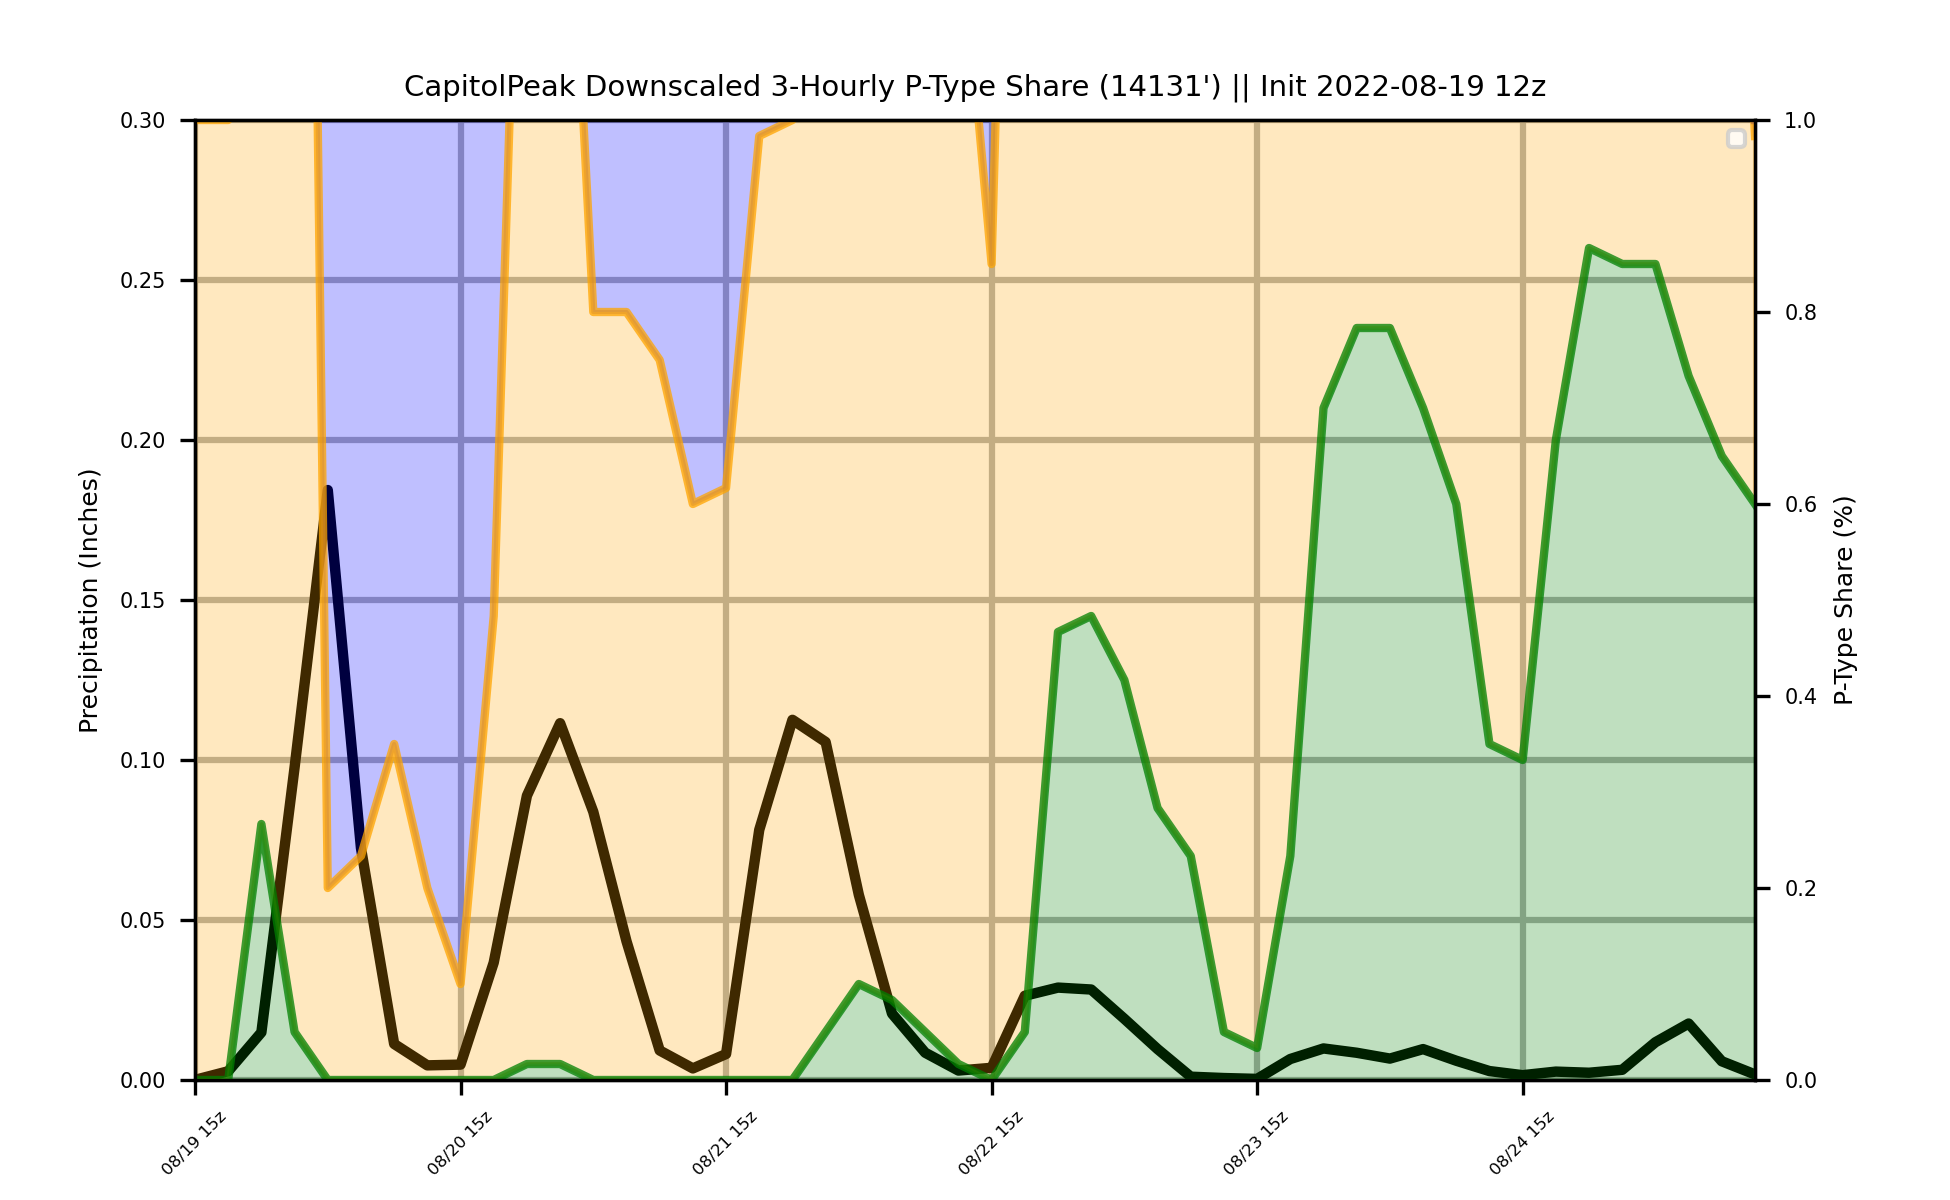 CapitolPeak Downscaled 3-Hourly P-Type Share (14131') || Init 2022-08-19 12z
Precipitation (Inches)
0.30
0.25
0.20
0.15
0.10
0.05
0.00
1.0
0.8
0.6
0.4
0.2
0.0
P-Type Share (%)
08/19 15z
08/20 15z
08/21 15z
08/22 15z
08/23 15z
08/24 15z